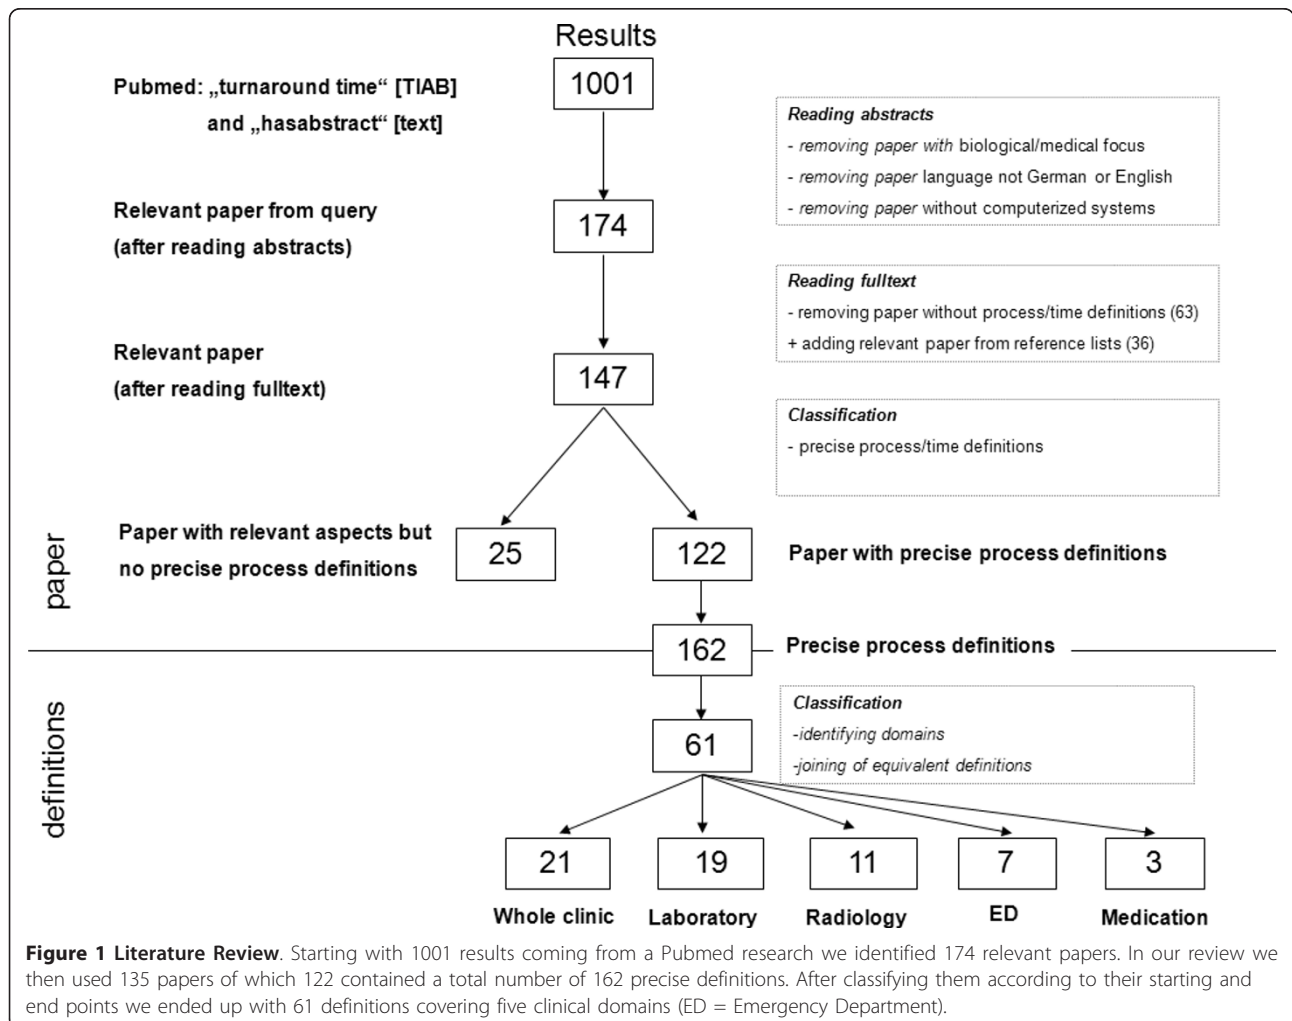 Results
Pubmed: „turnaround time“ [TIAB]
and „hasabstract“ [text]
1001
Reading abstracts
- removing paper with biological/medical focus
- removing paper language not German or English
- removing paper without computerized systems
Relevant paper from query
(after reading abstracts)
174
Reading fulltext
- removing paper without process/time definitions (63)
+ adding relevant paper from reference lists (36)
Relevant paper
(after reading fulltext)
147
Classification
- precise process/time definitions
paper
Paper with relevant aspects but
no precise process definitions
25
122
Paper with precise process definitions
162
Precise process definitions
definitions
61
Classification
-identifying domains
-joining of equivalent definitions
21
19
11
7
3
Whole clinic
Laboratory
Radiology
ED
Medication
Figure 1 Literature Review. Starting with 1001 results coming from a Pubmed research we identified 174 relevant papers. In our review we
then used 135 papers of which 122 contained a total number of 162 precise definitions. After classifying them according to their starting and
end points we ended up with 61 definitions covering five clinical domains (ED = Emergency Department).